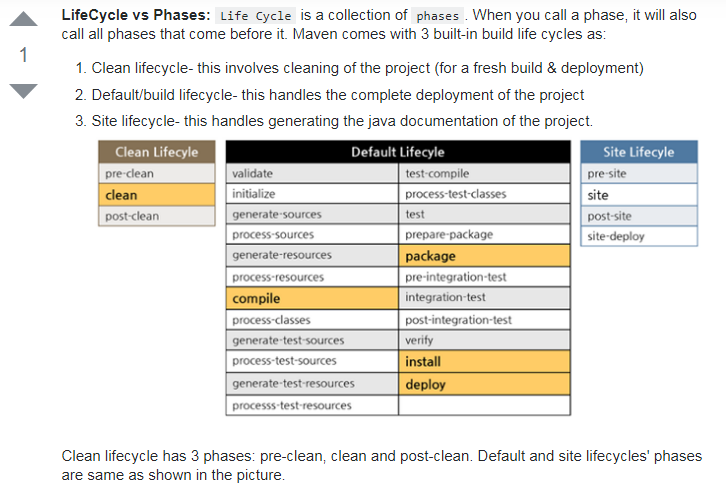 LifeCycle vs Phases: Life Cycle is a collection of phases . When you call a phase, it will also
call all phases that come before it. Maven comes with 3 built-in build life cycles as:
1
1. Clean lifecycle- this involves cleaning of the project (for a fresh build & deployment)
2. Default/build lifecycle- this handles the complete deployment of the project
3. Site lifecycle- this handles generating the java documentation of the project.
Clean Lifecyle
pre-clean
clean
post-clean
Default Lifecyle
validate
initialize
generate-sources
process-sources
generate-resources
process-resources
compile
process-classes
generate-test-sources
process-test-sources
generate-test-resources
processs-test-resources
test-compile
process-test-classes
test
prepare-package
package
pre-integration-test
integration-test
post-integration-test
verify
install
deploy
Site Lifecyle
pre-site
site
post-site
site-deploy
Clean lifecycle has 3 phases: pre-clean, clean and post-clean. Default and site lifecycles' phases
are same as shown in the picture.